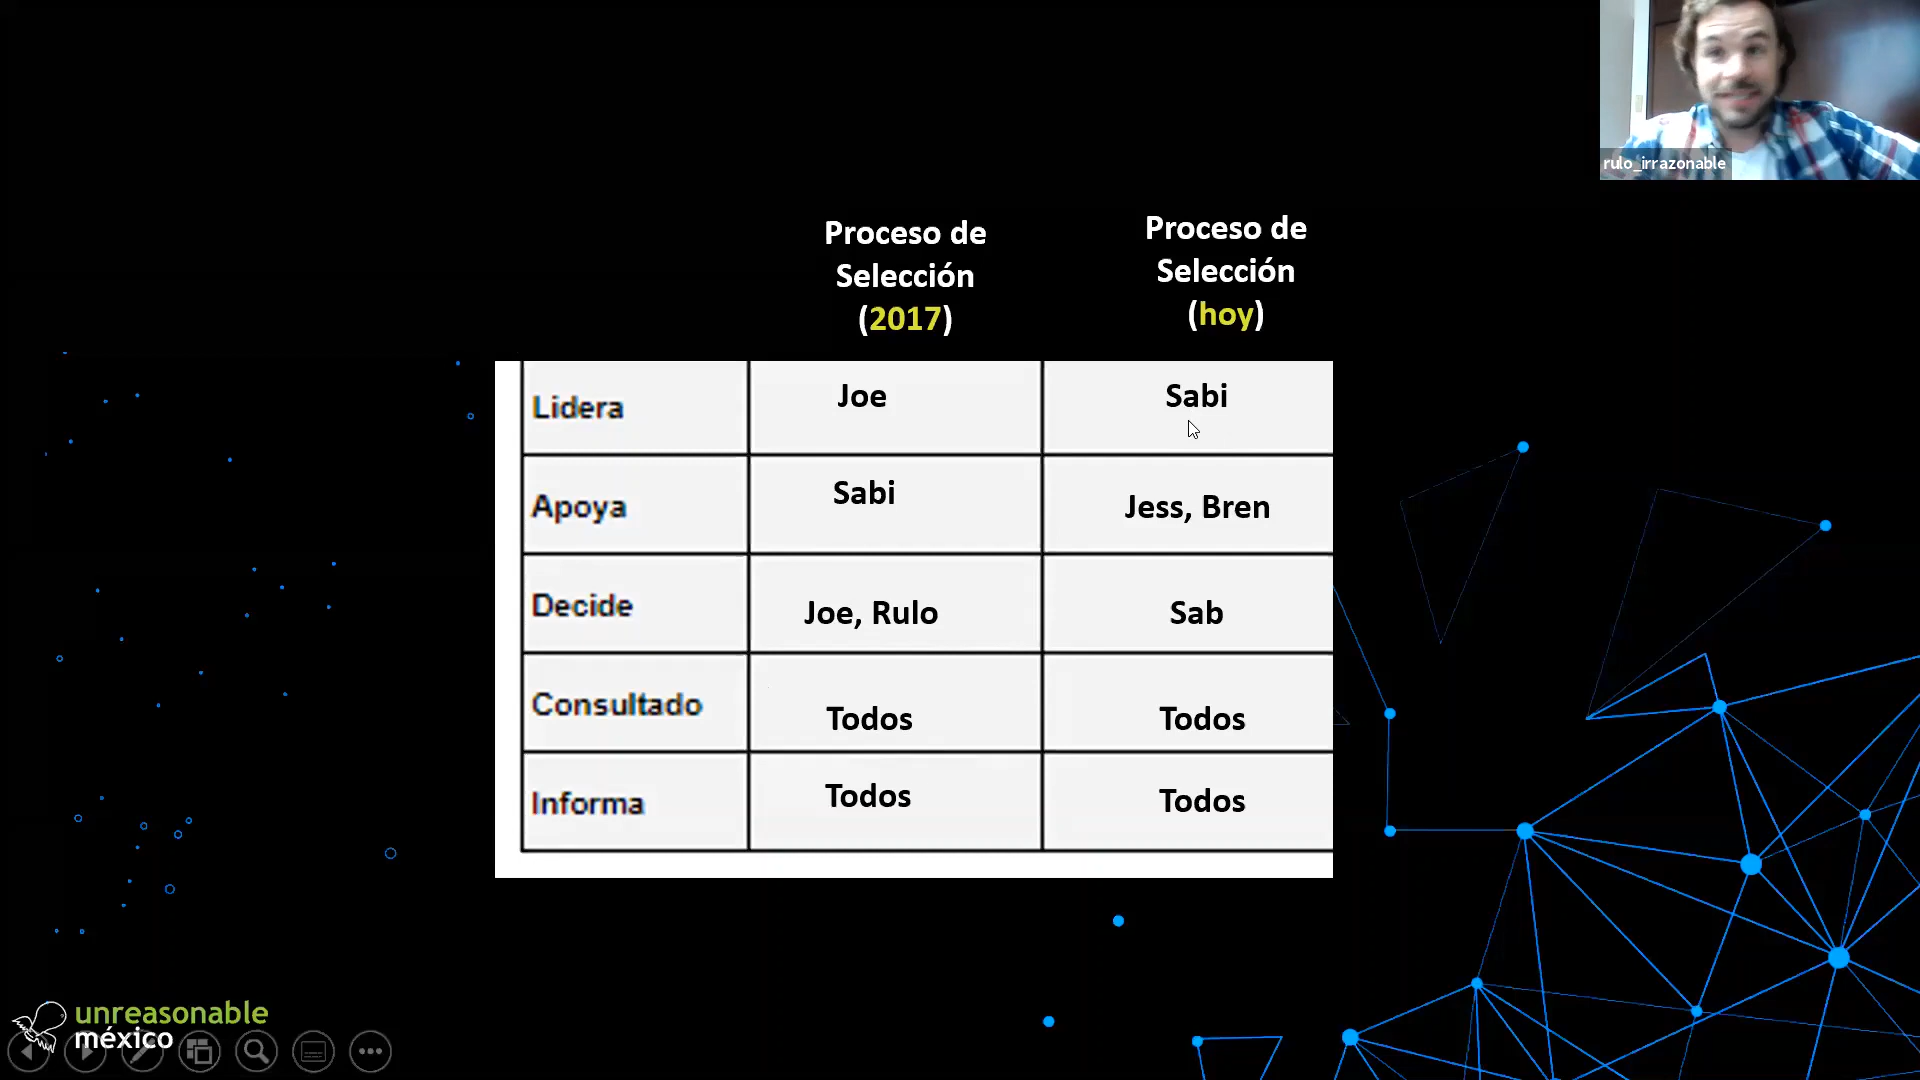 rulo_irrazonable
Proceso de
Selección
(2017)
Proceso de
Selección
(hoy)
Lidera
Joe
Sabi
Apoya
Sabi
Jess, Bren
Decide
Joe, Rulo
Sab
Consultado
Todos
Todos
Informa
Todos
Todos
unreasonable
méxico